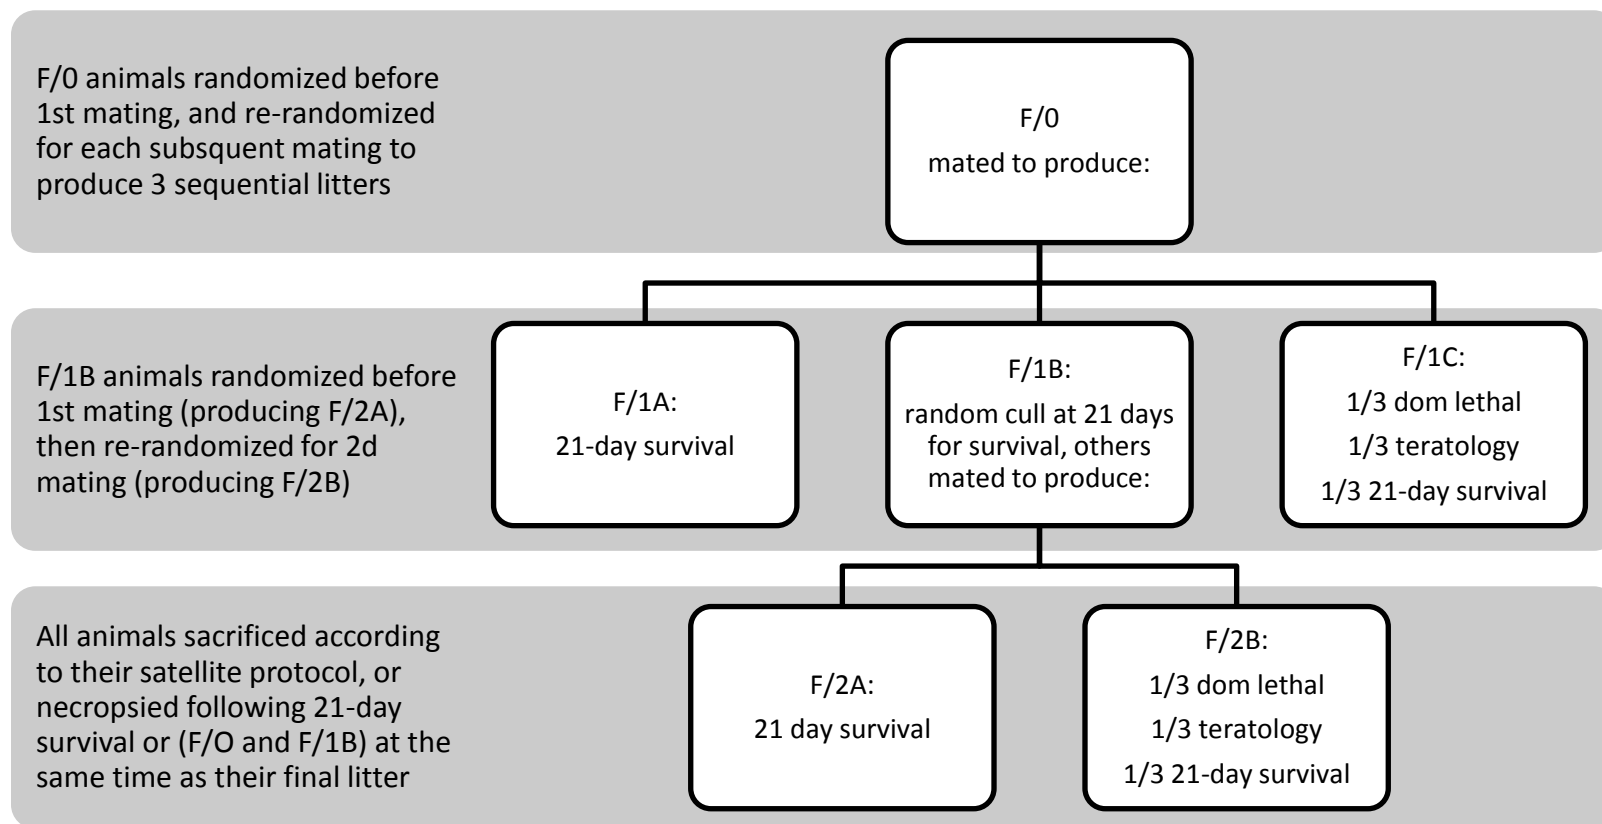 F/0 animals randomized before
1st mating, and re-randomized
for each subsquent mating to
produce 3 sequential litters
F/0
mated to produce:
F/1B animals randomized before
1st mating (producing F/2A),
then re-randomized for 2d
mating (producing F/2B)
F/1A:
21-day survival
F/1B:
random cull at 21 days
for survival, others
mated to produce:
F/1C:
1/3 dom lethal
1/3 teratology
1/3 21-day survival
All animals sacrificed according
to their satellite protocol, or
necropsied following 21-day
survival or (F/O and F/1B) at the
same time as their final litter
F/2A:
21 day survival
F/2B:
1/3 dom lethal
1/3 teratology
1/3 21-day survival